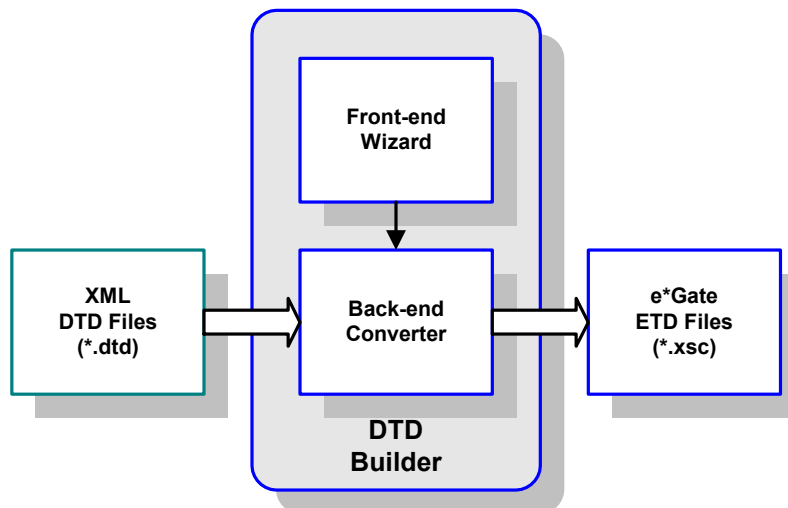 Front-end
Wizard
XML
DTD Files
(*.dtd)
Back-end
Converter
e*Gate
ETD Files
(*.xsc)
DTD
Builder